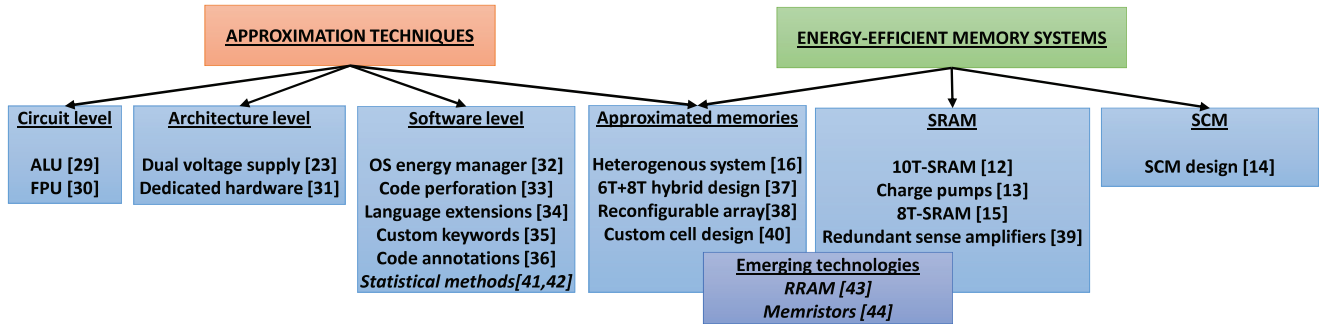 APPROXIMATION TECHNIQUES
ENERGY-EFFICIENT MEMORY SYSTEMS
Circuit level
ALU [29]
FPU [30]
Architecture level
Dual voltage supply [23]
Dedicated hardware [31]
Software level
OS energy manager [32]
Code perforation [33]
Language extensions [34]
Custom keywords [35]
Code annotations [36]
Statistical methods[41,42]
Approximated memories
Heterogenous system [16]
6T+8T hybrid design [37]
Reconfigurable array[38]
Custom cell design [40]
SRAM
10T-SRAM [12]
Charge pumps [13]
8T-SRAM [15]
Redundant sense amplifiers [39]
SCM
SCM design [14]
Emerging technologies
RRAM [43]
Memristors [44]